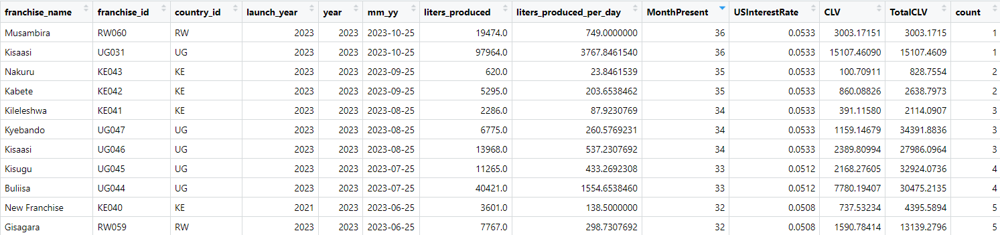 franchise_name franchise_id country_id launch_year year mm_yy liters_produced liters_produced_per_day MonthPresent USInterestRate CLV TotalCLV count
Musambira RW060 RW 2023 2023 2023-10-25 19474.0 749.0000000 36 0.0533 3003.17151 3003.1715 1
Kisaasi UG031 UG 2023 2023 2023-10-25 97964.0 3767.8461540 36 0.0533 15107.46090 15107.4609 1
Nakuru KE043 KE 2023 2023 2023-09-25 620.0 23.8461539 35 0.0533 100.70911 828.7554 2
Kabete KE042 KE 2023 2023 2023-09-25 5295.0 203.6538462 35 0.0533 860.08826 2638.7973 2
Kileleshwa KE041 KE 2023 2023 2023-08-25 2286.0 87.9230769 34 0.0533 391.11580 2114.0907 3
Kyebando UG047 UG 2023 2023 2023-08-25 6775.0 260.5769231 34 0.0533 1159.14679 34391.8836 3
Kisaasi UG046 UG 2023 2023 2023-08-25 13968.0 537.2307692 34 0.0533 2389.80994 27986.0964 3
Kisugu UG045 UG 2023 2023 2023-07-25 11265.0 433.2692308 33 0.0512 2168.27605 32924.0736 4
Buliisa UG044 UG 2023 2023 2023-07-25 40421.0 1554.6538460 33 0.0512 7780.19407 30475.2135 4
New Franchise KE040 KE 2021 2023 2023-06-25 3601.0 138.5000000 32 0.0508 737.53234 4395.5894 5
Gisagara RW059 RW 2023 2023 2023-06-25 7767.0 298.7307692 32 0.0508 1590.78414 13139.2796 5